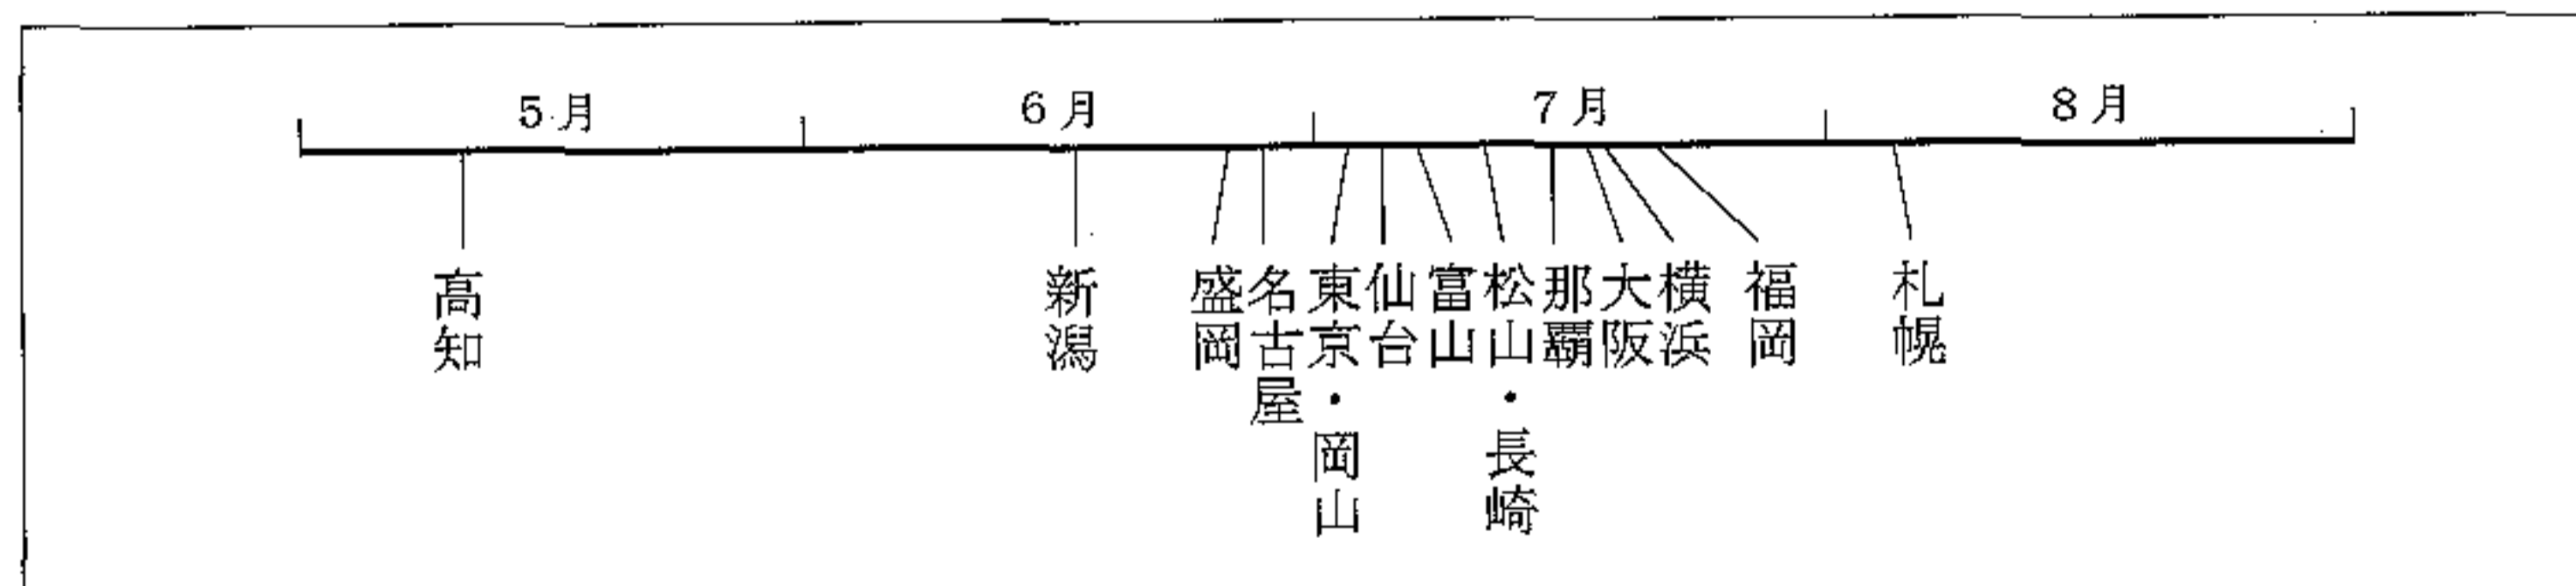 5月 6月 7月 8月
高知
新潟
盛岡
名古屋
東京・岡山
仙台
富山
松山・長崎
那覇
大阪
横浜
福岡
札幌